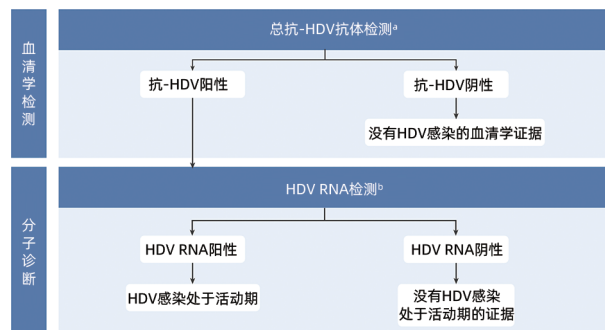 血清学检测
总抗-HDV抗体检测ᵃ
抗-HDV阳性
抗-HDV阴性
没有HDV感染的血清学证据
分子诊断
HDV RNA检测ᵇ
HDV RNA阳性
HDV RNA阴性
HDV感染处于活动期
没有HDV感染
处于活动期的证据